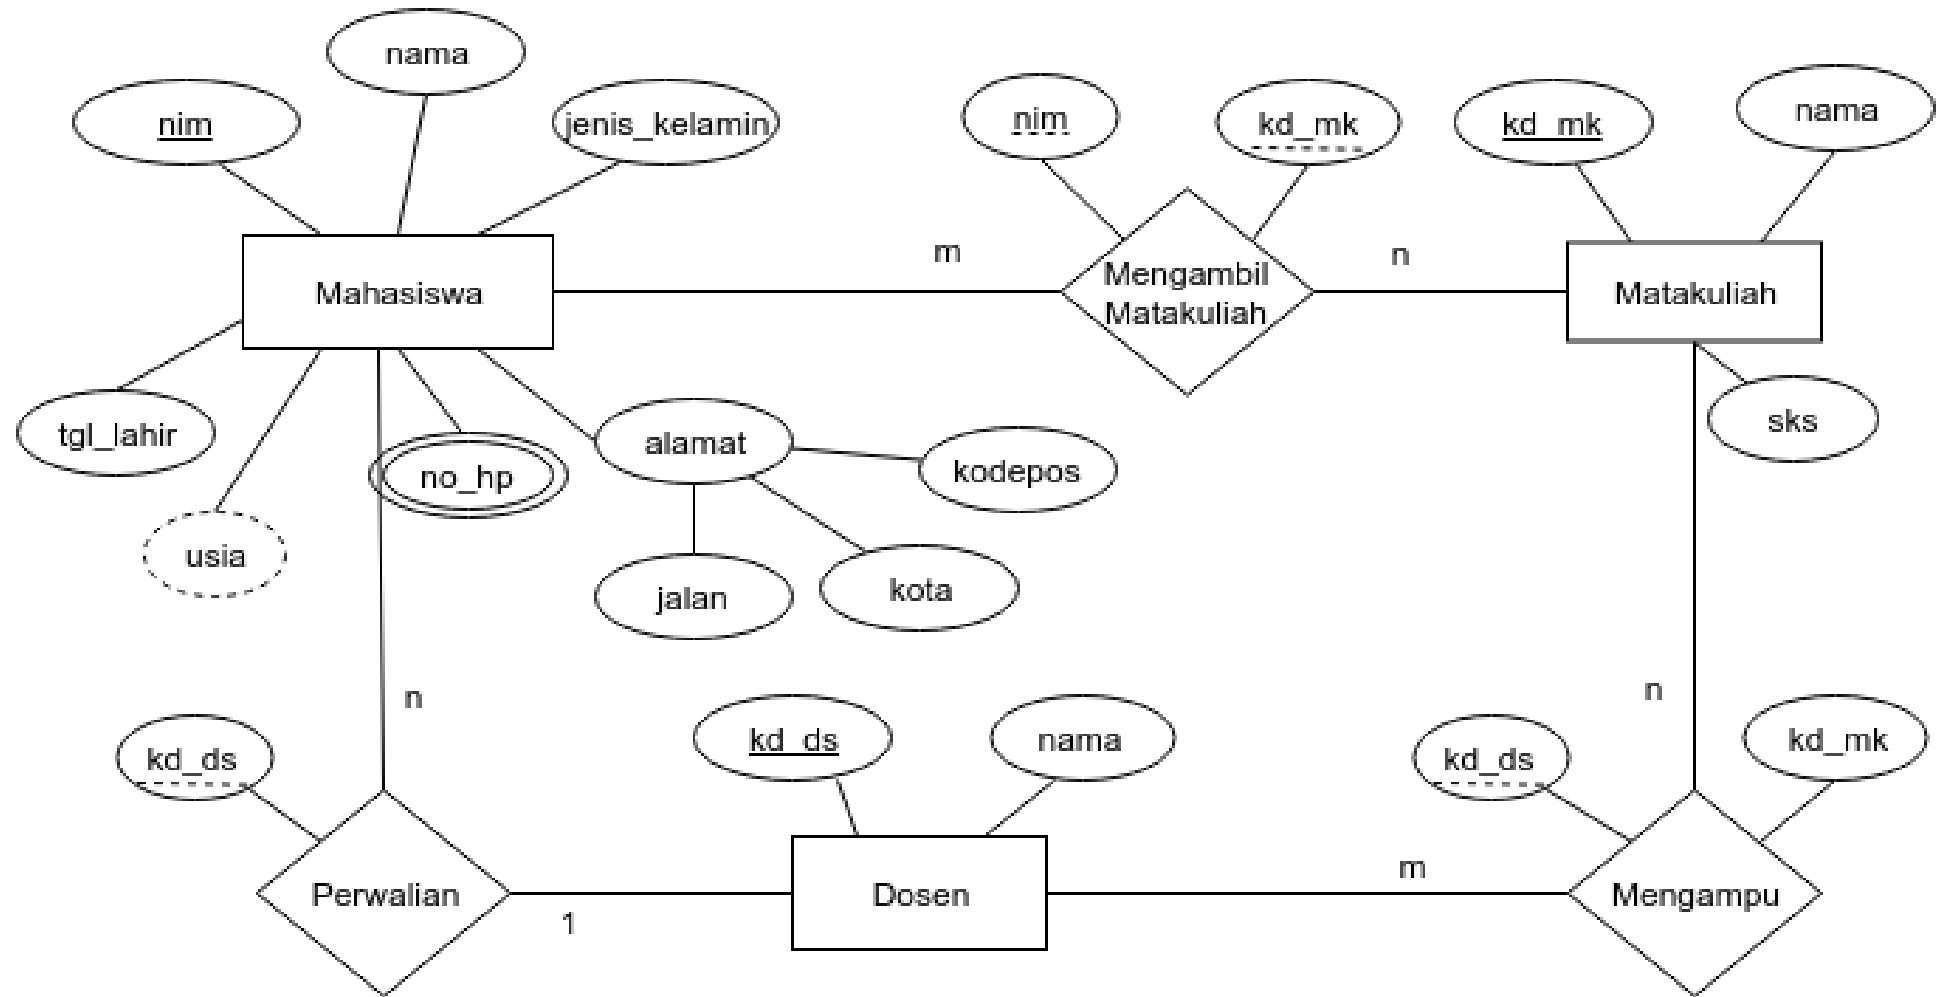 nama
nim
jenis_kelamin
nim
kd_mk
kd_mk
nama
Mahasiswa
m
Mengambil
Matakuliah
n
Matakuliah
tgl_lahir
usia
no_hp
alamat
kodepos
jalan
kota
sks
n
n
kd_ds
kd_ds
nama
kd_ds
kd_mk
Perwalian
1
Dosen
m
Mengampu